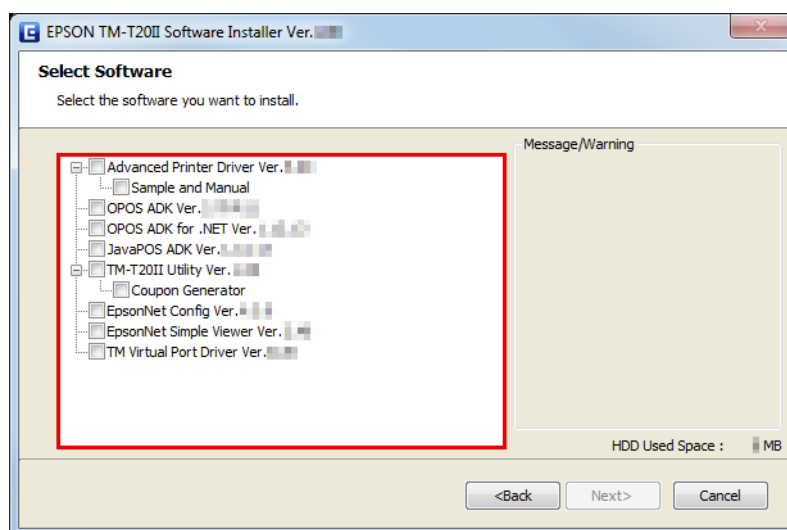 EPSON TM-T20II Software Installer Ver.
Select Software
Select the software you want to install.
Message/Warning
Advanced Printer Driver Ver.
Sample and Manual
OPOS ADK Ver.
OPOS ADK for .NET Ver.
JavaPOS ADK Ver.
TM-T20II Utility Ver.
Coupon Generator
EpsonNet Config Ver.
EpsonNet Simple Viewer Ver.
TM Virtual Port Driver Ver.
HDD Used Space : MB
<Back Next> Cancel